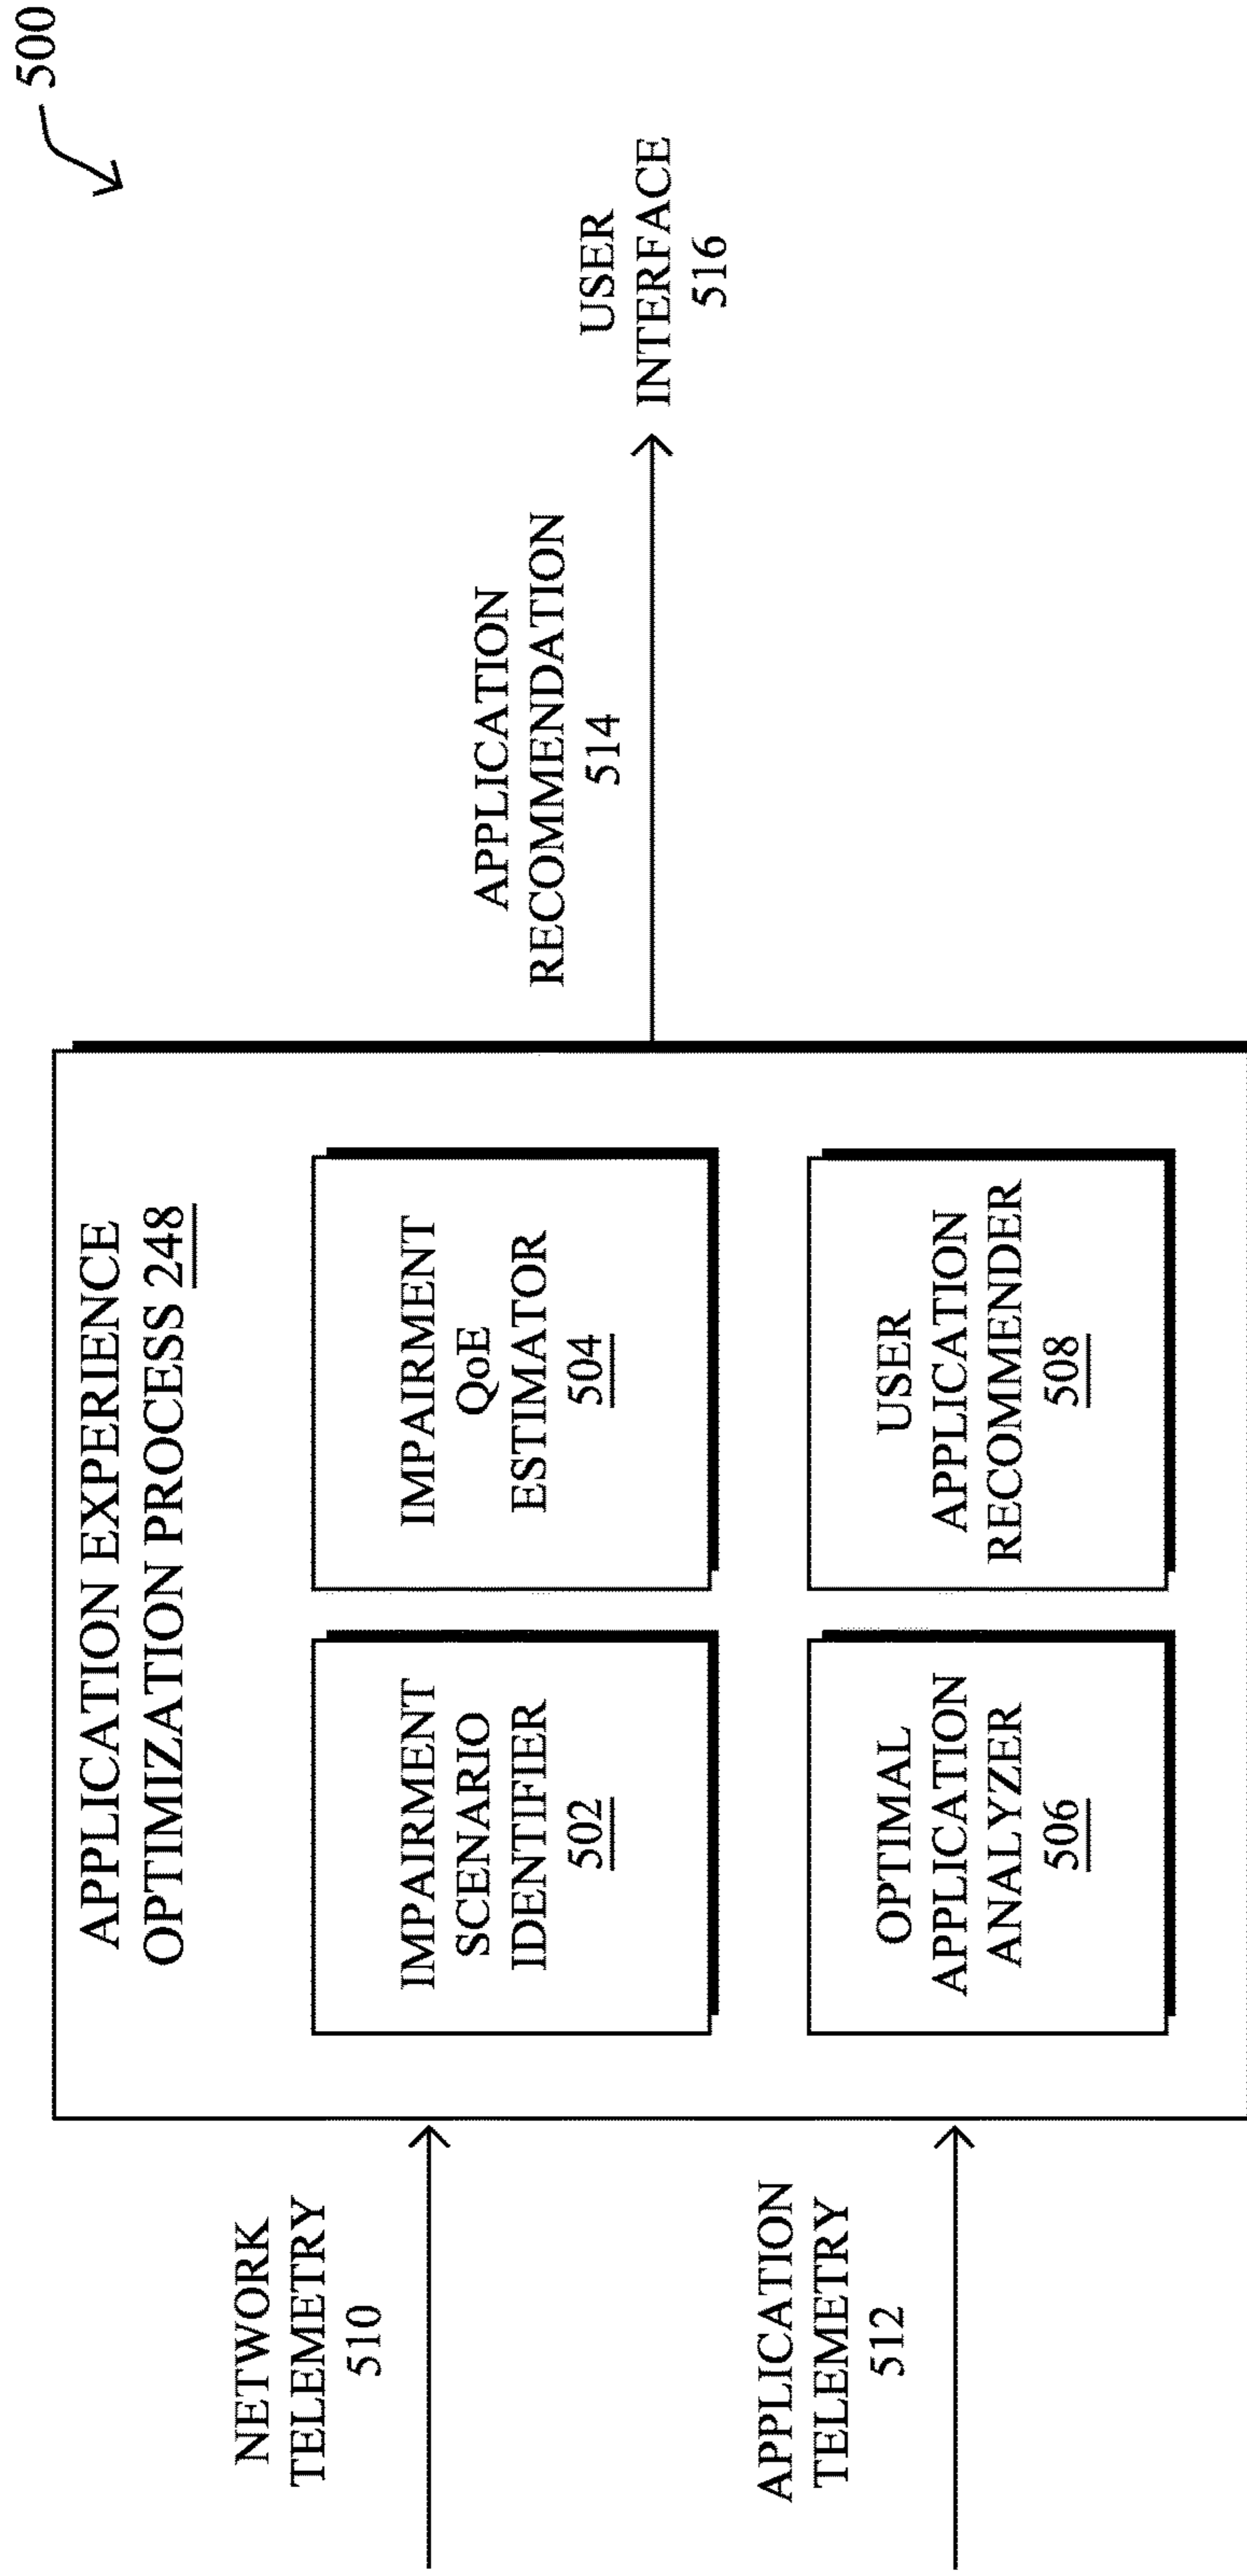 500
APPLICATION EXPERIENCE
OPTIMIZATION PROCESS 248
NETWORK
TELEMETRY
510
APPLICATION
TELEMETRY
512
IMPAIRMENT
SCENARIO
IDENTIFIER
502
IMPAIRMENT
QoE
ESTIMATOR
504
OPTIMAL
APPLICATION
ANALYZER
506
USER
APPLICATION
RECOMMENDER
508
APPLICATION
RECOMMENDATION
514
USER
INTERFACE
516